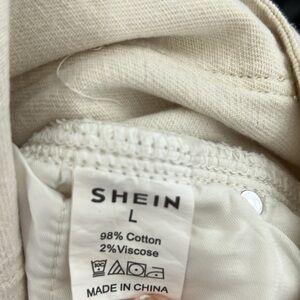 SHEIN
L
98% Cotton
2%Viscose
MADE IN CHINA